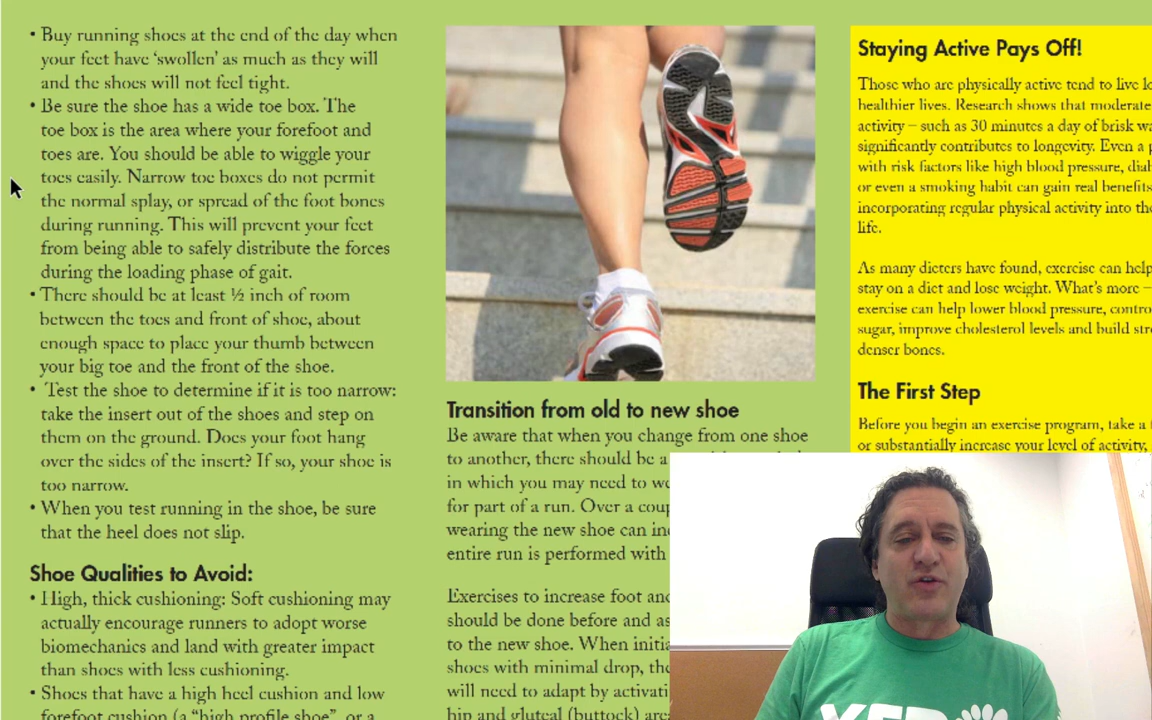 • Buy running shoes at the end of the day when
your feet have ‘swollen’ as much as they will
and the shoes will not feel tight.
• Be sure the shoe has a wide toe box. The
toe box is the area where your forefoot and
toes are. You should be able to wiggle your
toes easily. Narrow toe boxes do not permit
the normal splay, or spread of the foot bones
during running. This will prevent your feet
from being able to safely distribute the forces
during the loading phase of gait.
• There should be at least ½ inch of room
between the toes and front of shoe, about
enough space to place your thumb between
your big toe and the front of the shoe.
• Test the shoe to determine if it is too narrow:
take the insert out of the shoes and step on
them on the ground. Does your foot hang
over the sides of the insert? If so, your shoe is
too narrow.
• When you test running in the shoe, be sure
that the heel does not slip.
Shoe Qualities to Avoid:
• High, thick cushioning: Soft cushioning may
actually encourage runners to adopt worse
biomechanics and land with greater impact
than shoes with less cushioning.
• Shoes that have a high heel cushion and low
forefoot cushion (a “high profile shoe”, or a
Transition from old to new shoe
Be aware that when you change from one shoe
to another, there should be a
in which you may need to
for part of a run. Over a
wearing the new shoe can
entire run is performed with
Exercises to increase foot
should be done before and
to the new shoe. When
shoes with minimal drop,
will need to adapt by
hip and gluteal (buttock)
Staying Active Pays Off!
Those who are physically active tend to live
healthier lives. Research shows that moderate
activity – such as 30 minutes a day of brisk
significantly contributes to longevity. Even a
with risk factors like high blood pressure,
or even a smoking habit can gain real benefits
incorporating regular physical activity into
life.
As many dieters have found, exercise can help
stay on a diet and lose weight. What’s more –
exercise can help lower blood pressure,
sugar, improve cholesterol levels and build
denser bones.
The First Step
Before you begin an exercise program, take a
or substantially increase your level of activity,